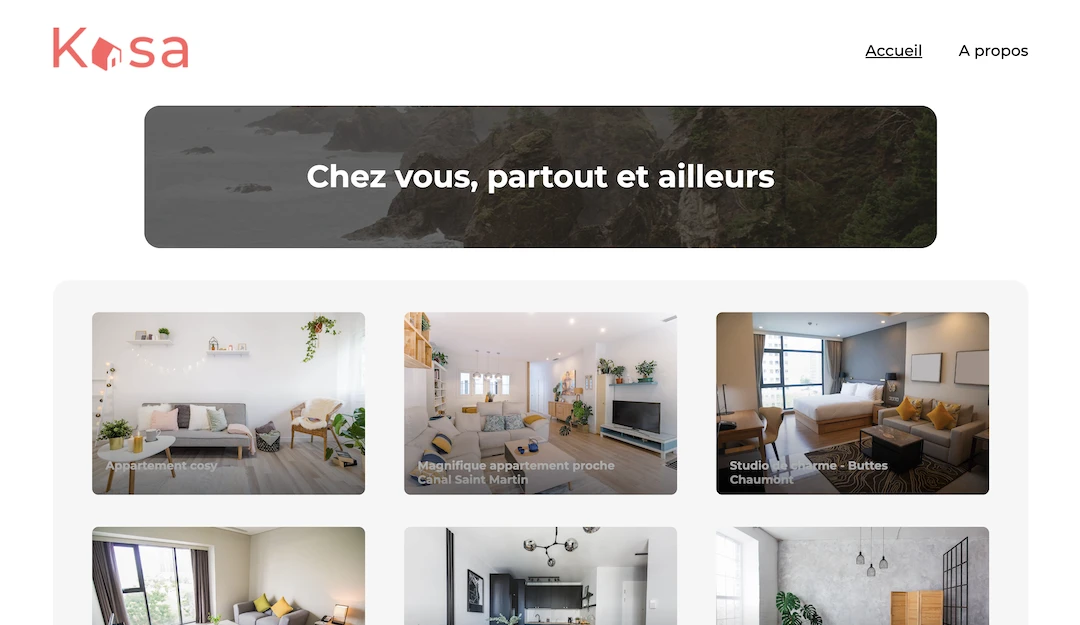 Kasa
Accueil
A propos
Chez vous, partout et ailleurs
Appartement cosy
Magnifique appartement proche
Canal Saint Martin
Studio de charme - Buttes
Chaumont